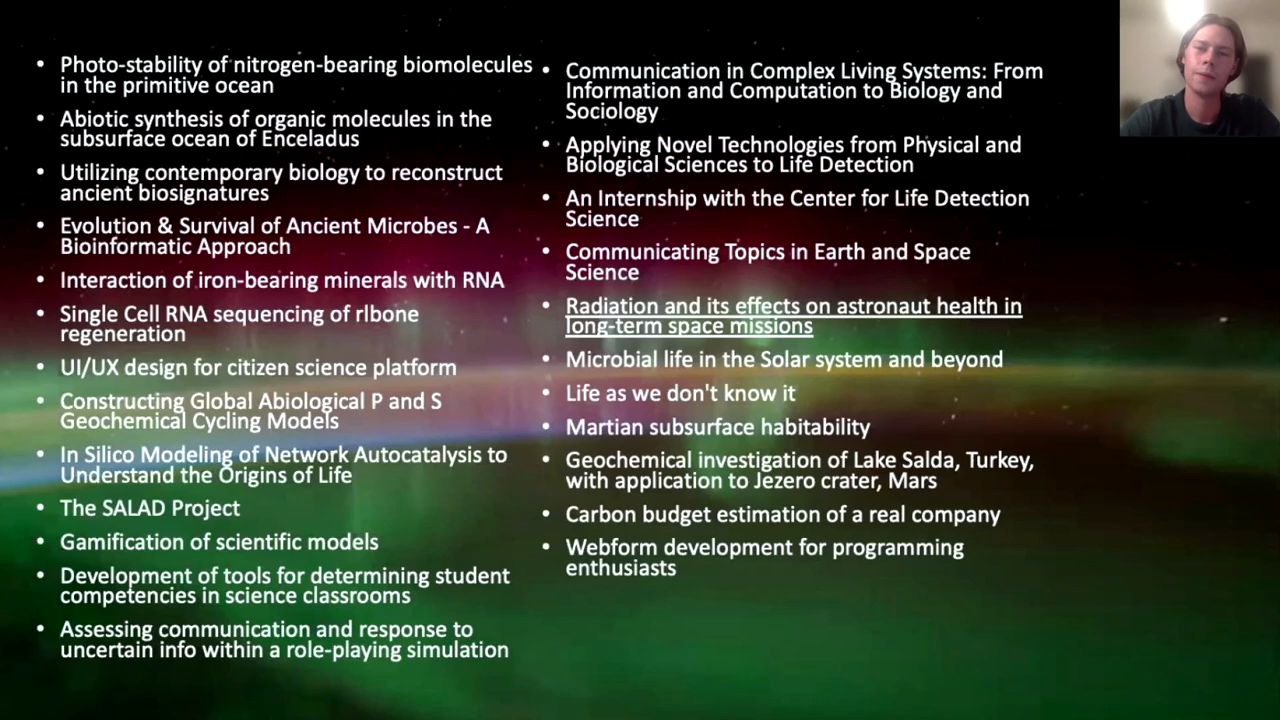 • Photo-stability of nitrogen-bearing biomolecules
in the primitive ocean
• Abiotic synthesis of organic molecules in the
subsurface ocean of Enceladus
• Utilizing contemporary biology to reconstruct
ancient biosignatures
• Evolution & Survival of Ancient Microbes - A
Bioinformatic Approach
• Interaction of iron-bearing minerals with RNA
• Single Cell RNA sequencing of rIbone
regeneration
• UI/UX design for citizen science platform
• Constructing Global Abiological P and S
Geochemical Cycling Models
• In Silico Modeling of Network Autocatalysis to
Understand the Origins of Life
• The SALAD Project
• Gamification of scientific models
• Development of tools for determining student
competencies in science classrooms
• Assessing communication and response to
uncertain info within a role-playing simulation
• Communication in Complex Living Systems: From
Information and Computation to Biology and
Sociology
• Applying Novel Technologies from Physical and
Biological Sciences to Life Detection
• An Internship with the Center for Life Detection
Science
• Communicating Topics in Earth and Space
Science
• Radiation and its effects on astronaut health in
long-term space missions
• Microbial life in the Solar system and beyond
• Life as we don't know it
• Martian subsurface habitability
• Geochemical investigation of Lake Salda, Turkey,
with application to Jezero crater, Mars
• Carbon budget estimation of a real company
• Webform development for programming
enthusiasts